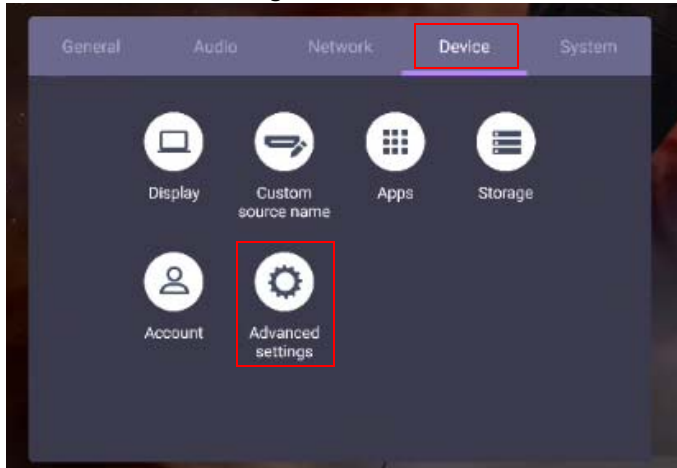 General Audio Network Device System
Display Custom source name Apps Storage
Account Advanced settings